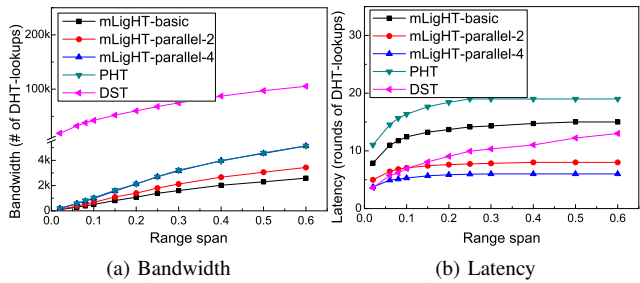 200k
100k
4k
2k
0
0.0 0.1 0.2 0.3 0.4 0.5 0.6
Bandwidth (# of DHT-lookups)
Range span
mLigHT-basic
mLigHT-parallel-2
mLigHT-parallel-4
PHT
DST
(a) Bandwidth
30
20
10
0
0.0 0.1 0.2 0.3 0.4 0.5 0.6
Latency (rounds of DHT-lookups)
Range span
mLigHT-basic
mLigHT-parallel-2
mLigHT-parallel-4
PHT
DST
(b) Latency